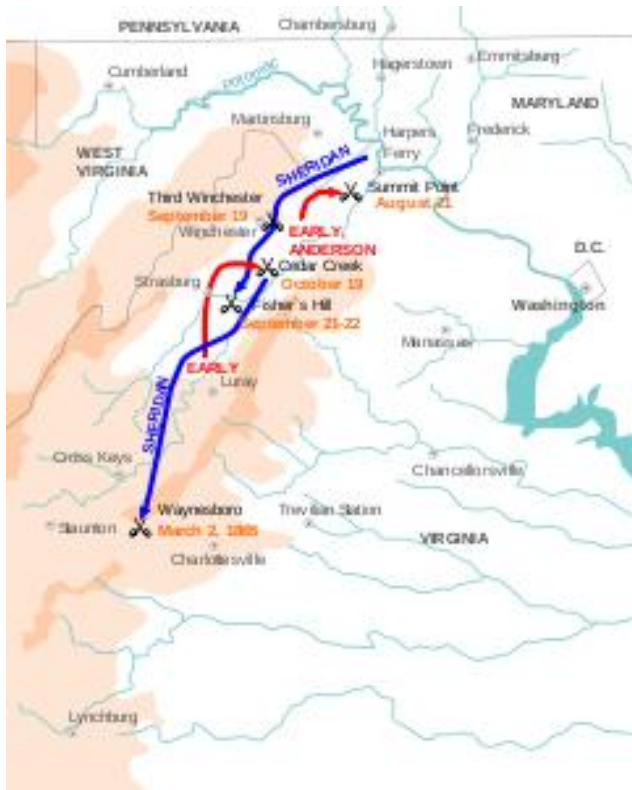 PENNSYLVANIA
Chambersburg
Cumberland
POTOMAC
Hagerstown
Emmitsburg
MARYLAND
Martinsburg
Harpers
Ferry
Frederick
WEST
VIRGINIA
SHERIDAN
Summit Point
August 21
Third Winchester
September 19
Winchester
EARLY,
ANDERSON
D.C.
Cedar Creek
October 19
Strasburg
Fisher's Hill
September 21-22
Washington
Manassas
EARLY
Luray
SHERIDAN
Cross Keys
Chancellorsville
Waynesboro
March 2, 1865
Staunton
Trevilian Station
VIRGINIA
Charlottesville
Lynchburg